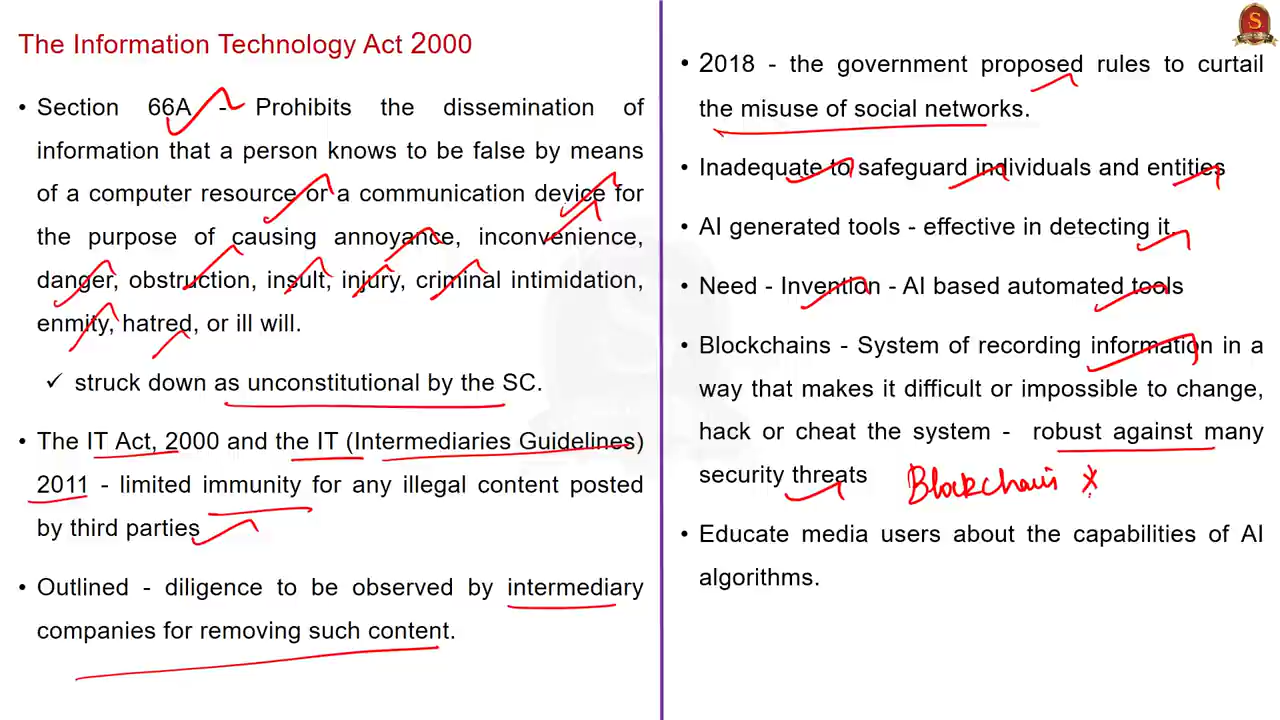 The Information Technology Act 2000
• Section 66A - Prohibits the dissemination of
information that a person knows to be false by means
of a computer resource or a communication device for
the purpose of causing annoyance, inconvenience,
danger, obstruction, insult, injury, criminal intimidation,
enmity, hatred, or ill will.
✓ struck down as unconstitutional by the SC.
• The IT Act, 2000 and the IT (Intermediaries Guidelines)
2011 - limited immunity for any illegal content posted
by third parties
• Outlined - diligence to be observed by intermediary
companies for removing such content.
• 2018 - the government proposed rules to curtail
the misuse of social networks.
• Inadequate to safeguard individuals and entities
• AI generated tools - effective in detecting it.
• Need - Invention - AI based automated tools
• Blockchains - System of recording information in a
way that makes it difficult or impossible to change,
hack or cheat the system - robust against many
security threats
Blockchain *
• Educate media users about the capabilities of AI
algorithms.
S